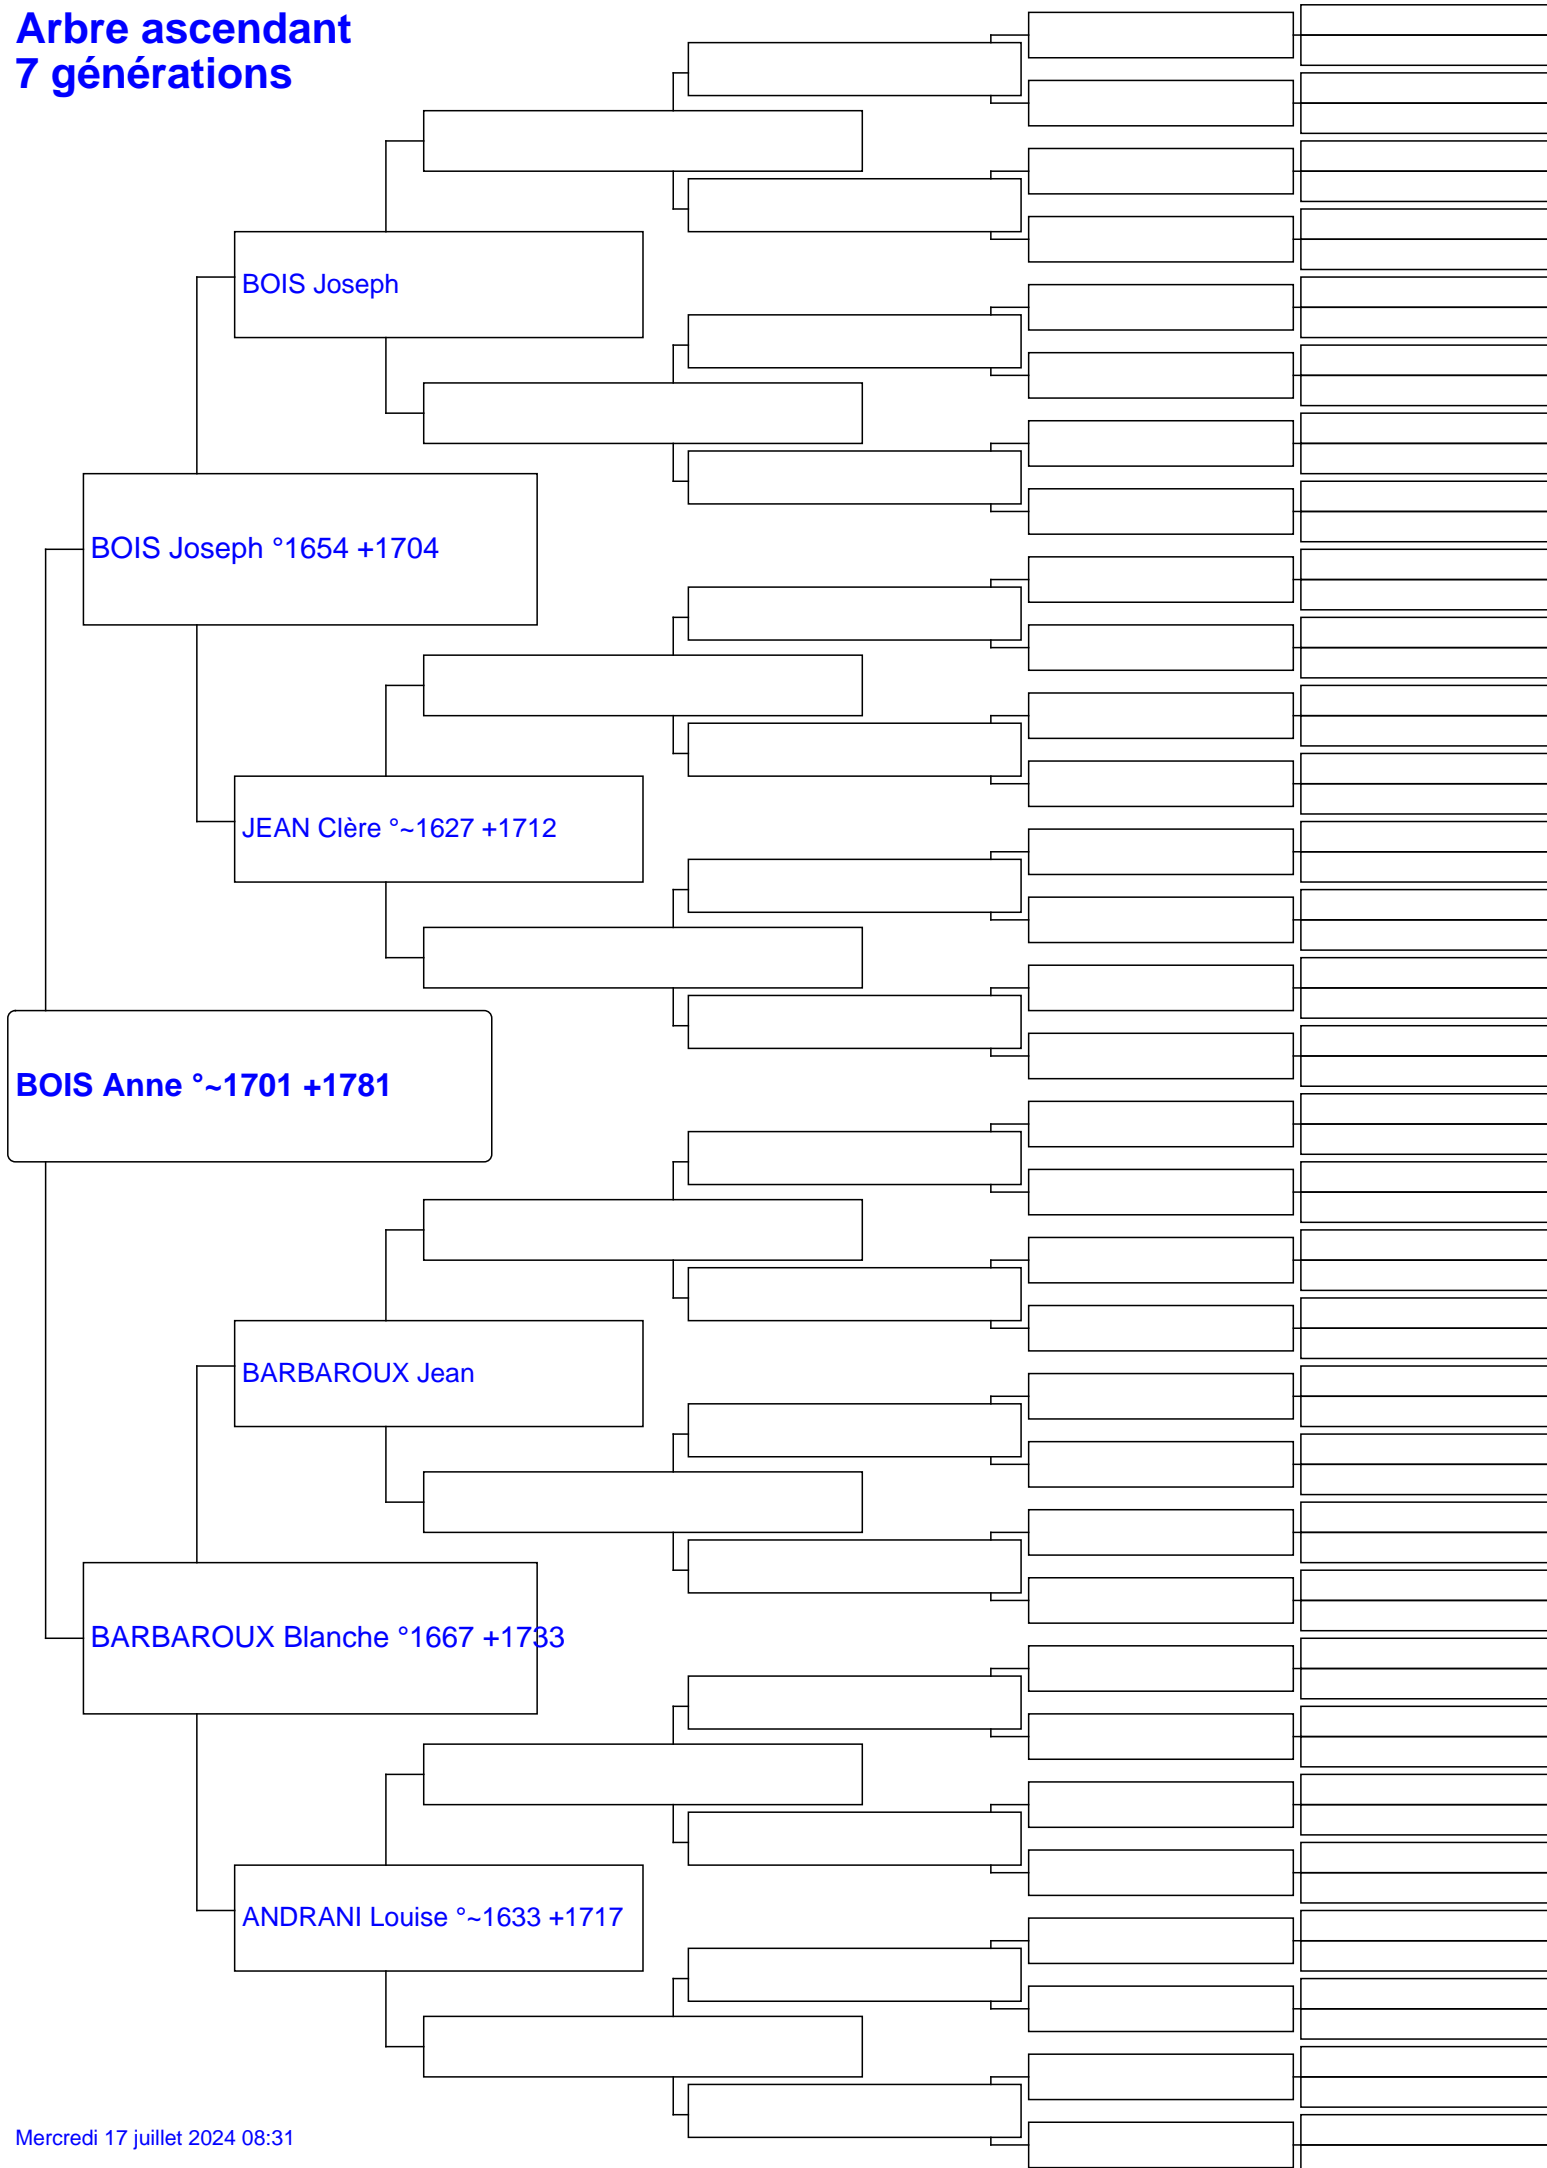 Arbre ascendant
7 générations
BOIS Joseph
BOIS Joseph °1654 +1704
JEAN Clère °~1627 +1712
BOIS Anne °~1701 +1781
BARBAROUX Jean
BARBAROUX Blanche °1667 +1733
ANDRANI Louise °~1633 +1717
Mercredi 17 juillet 2024 08:31